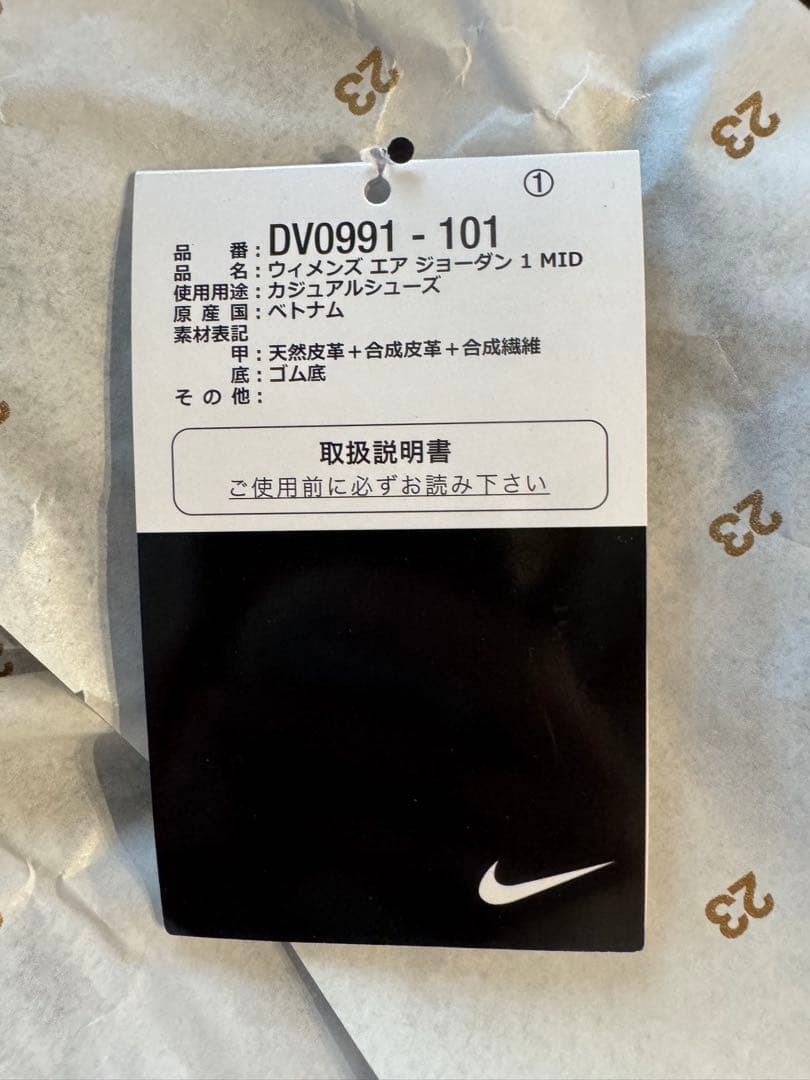 ①
品 番 : DV0991 - 101
品 名 : ウィメンズ エア ジョーダン 1 MID
使用用途 : カジュアルシューズ
原 産 国 : ベトナム
素材表記
甲 : 天然皮革＋合成皮革＋合成繊維
底 : ゴム底
そ の 他 :
取扱説明書
ご使用前に必ずお読み下さい
23
23
23
23